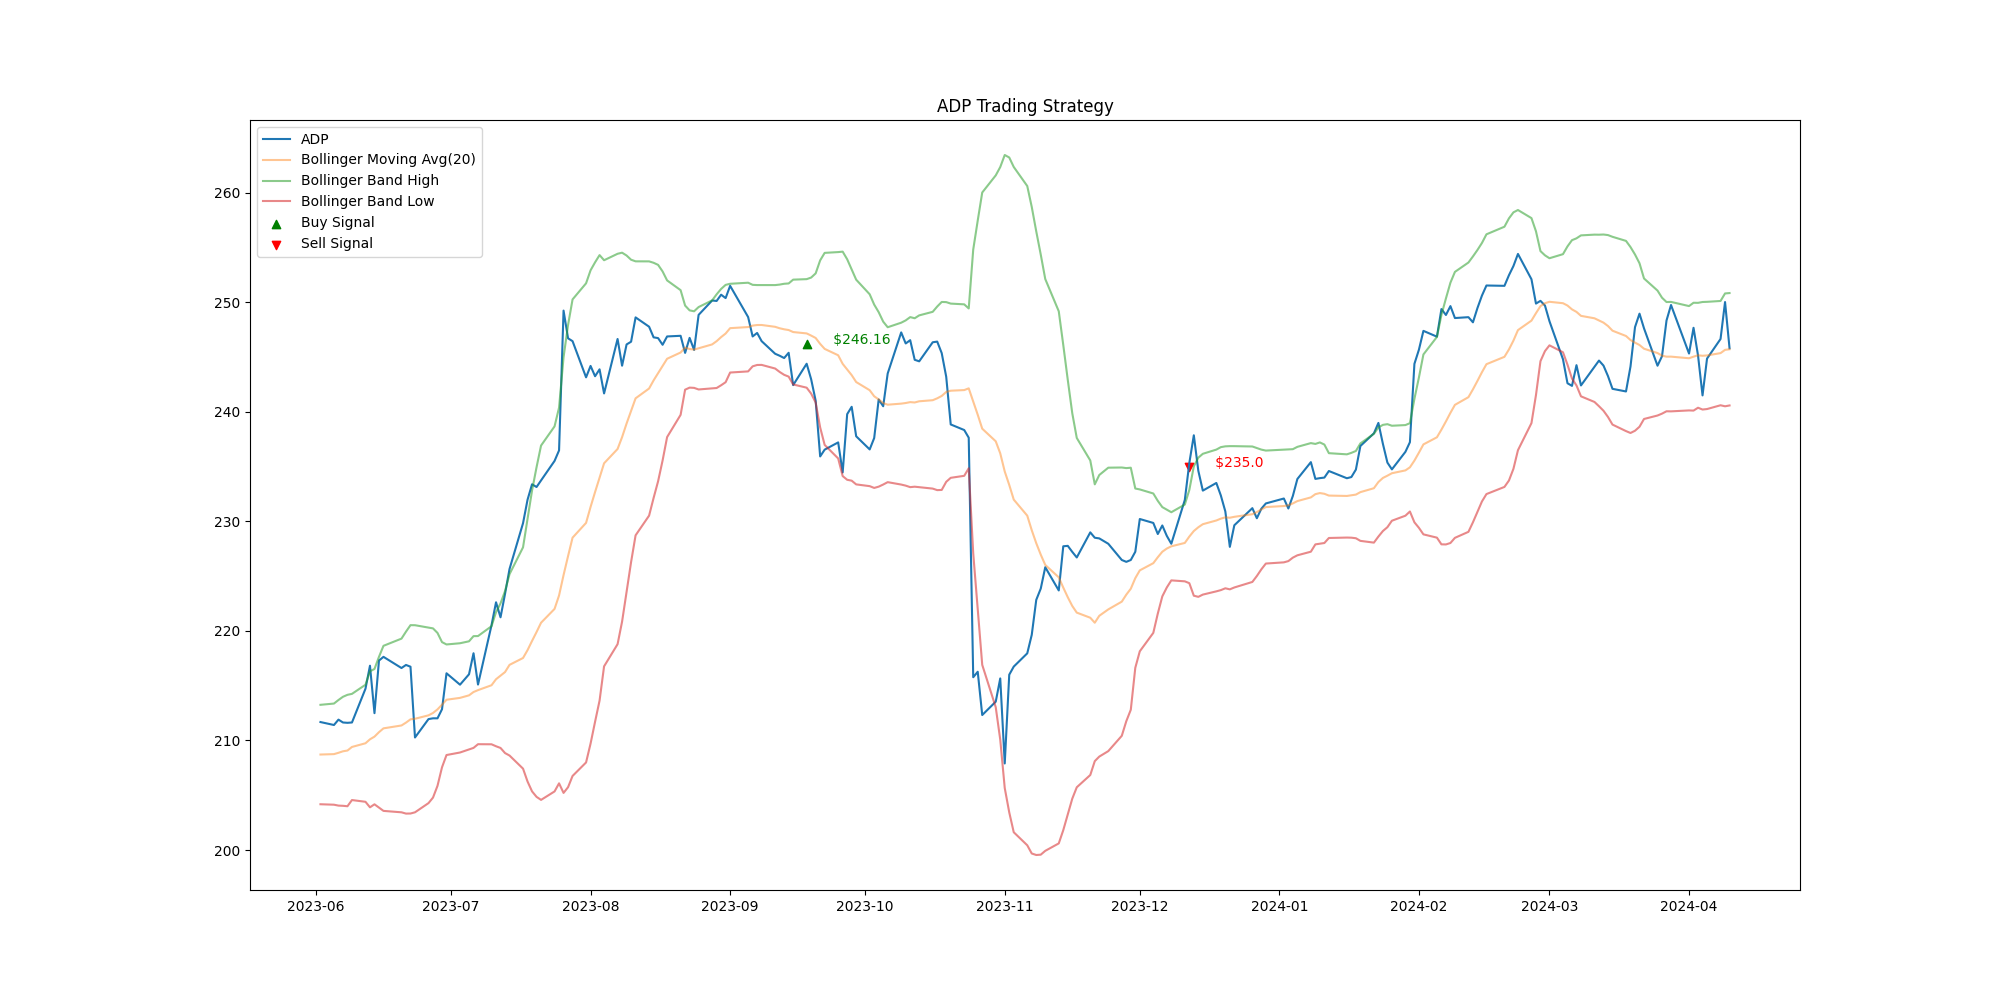 ADP Trading Strategy
ADP
Bollinger Moving Avg(20)
Bollinger Band High
Bollinger Band Low
Buy Signal
Sell Signal
260
250
240
230
220
210
200
$246.16
$235.0
2023-06 2023-07 2023-08 2023-09 2023-10 2023-11 2023-12 2024-01 2024-02 2024-03 2024-04